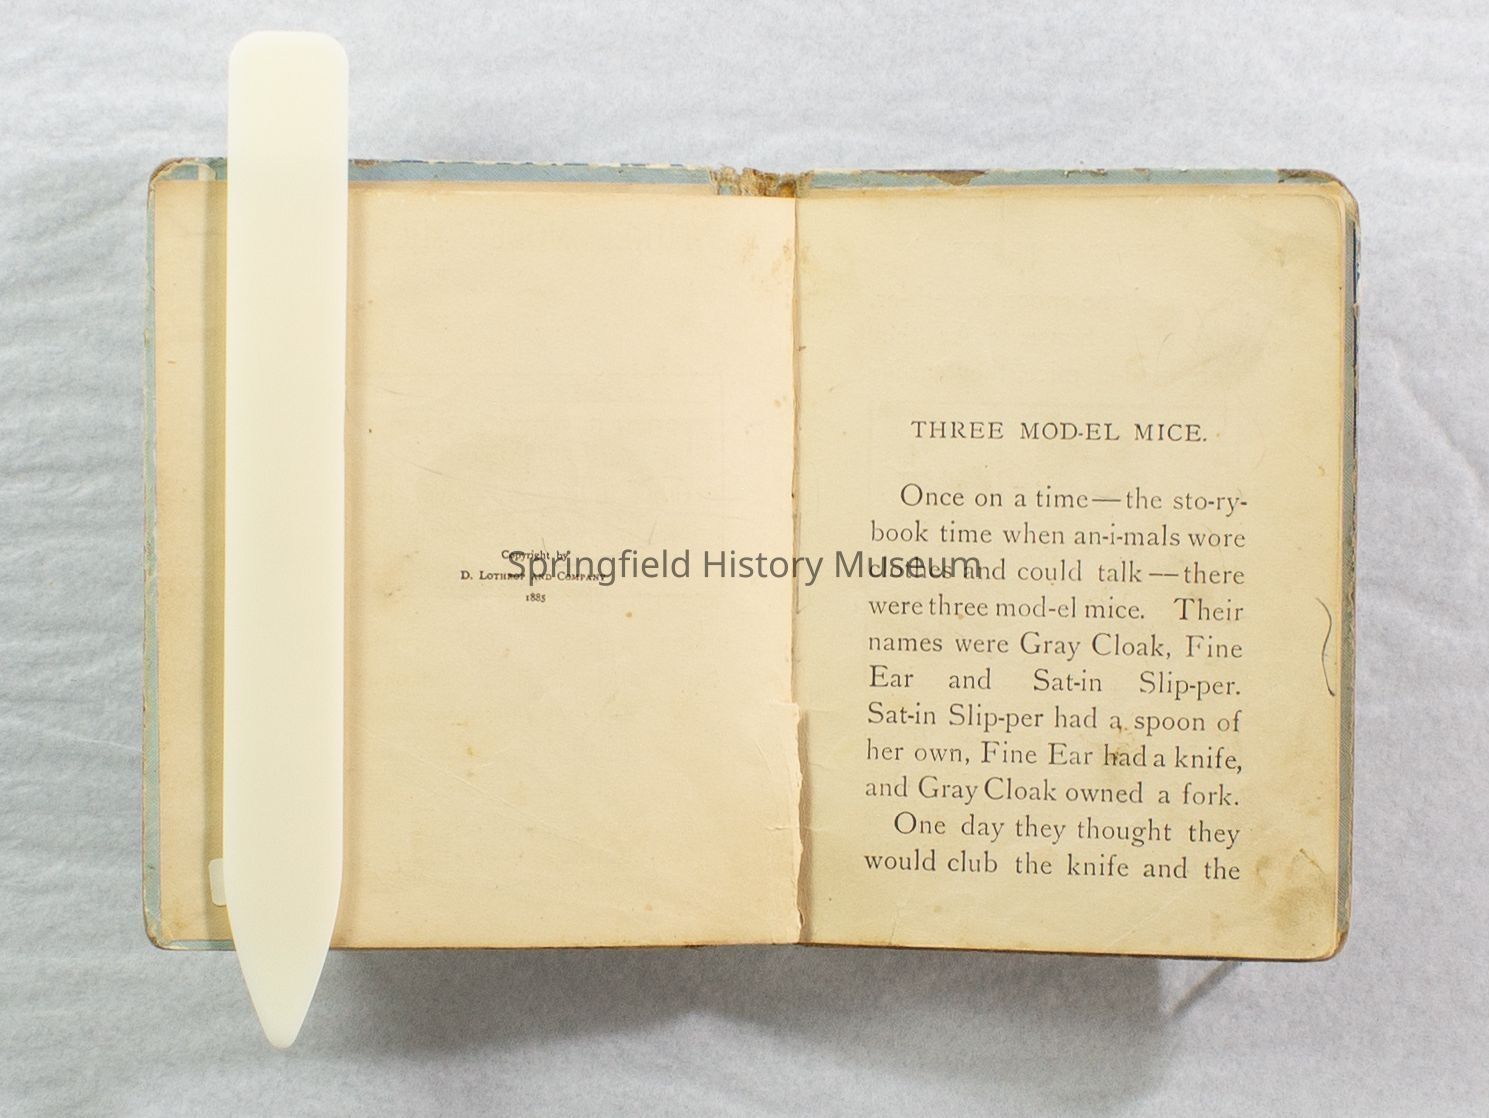 Copyright by
D. Lothrop and Company
1885
Springfield History Museum
THREE MOD-EL MICE.
Once on a time—the sto-ry-
book time when an-i-mals wore
clothes and could talk—there
were three mod-el mice. Their
names were Gray Cloak, Fine
Ear and Sat-in Slip-per.
Sat-in Slip-per had a spoon of
her own, Fine Ear had a knife,
and Gray Cloak owned a fork.
One day they thought they
would club the knife and the